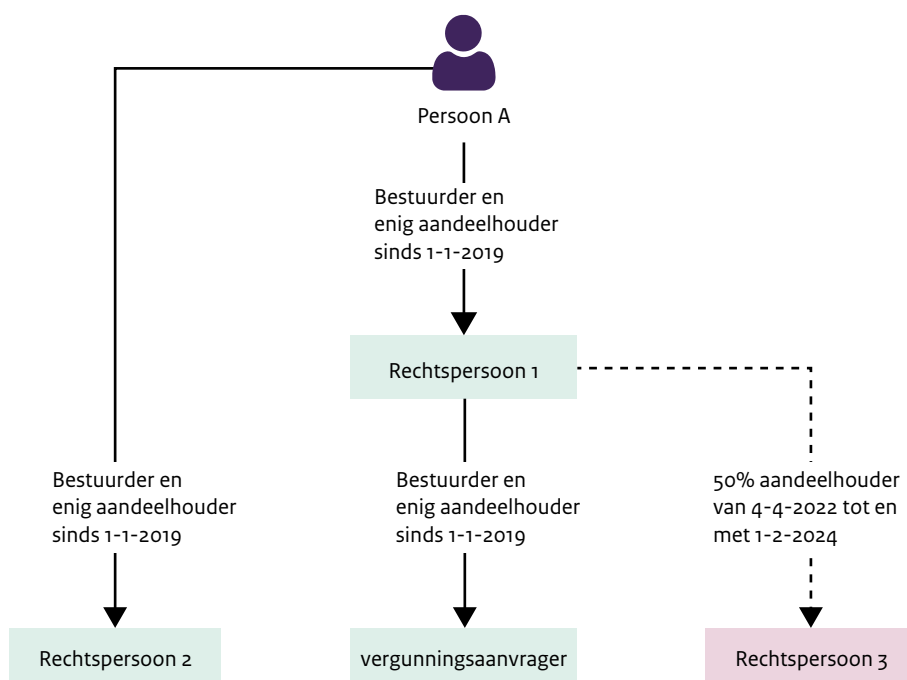 Persoon A
Bestuurder en
enig aandeelhouder
sinds 1-1-2019
Rechtspersoon 1
Bestuurder en
enig aandeelhouder
sinds 1-1-2019
Bestuurder en
enig aandeelhouder
sinds 1-1-2019
50% aandeelhouder
van 4-4-2022 tot en
met 1-2-2024
Rechtspersoon 2
vergunningsaanvrager
Rechtspersoon 3